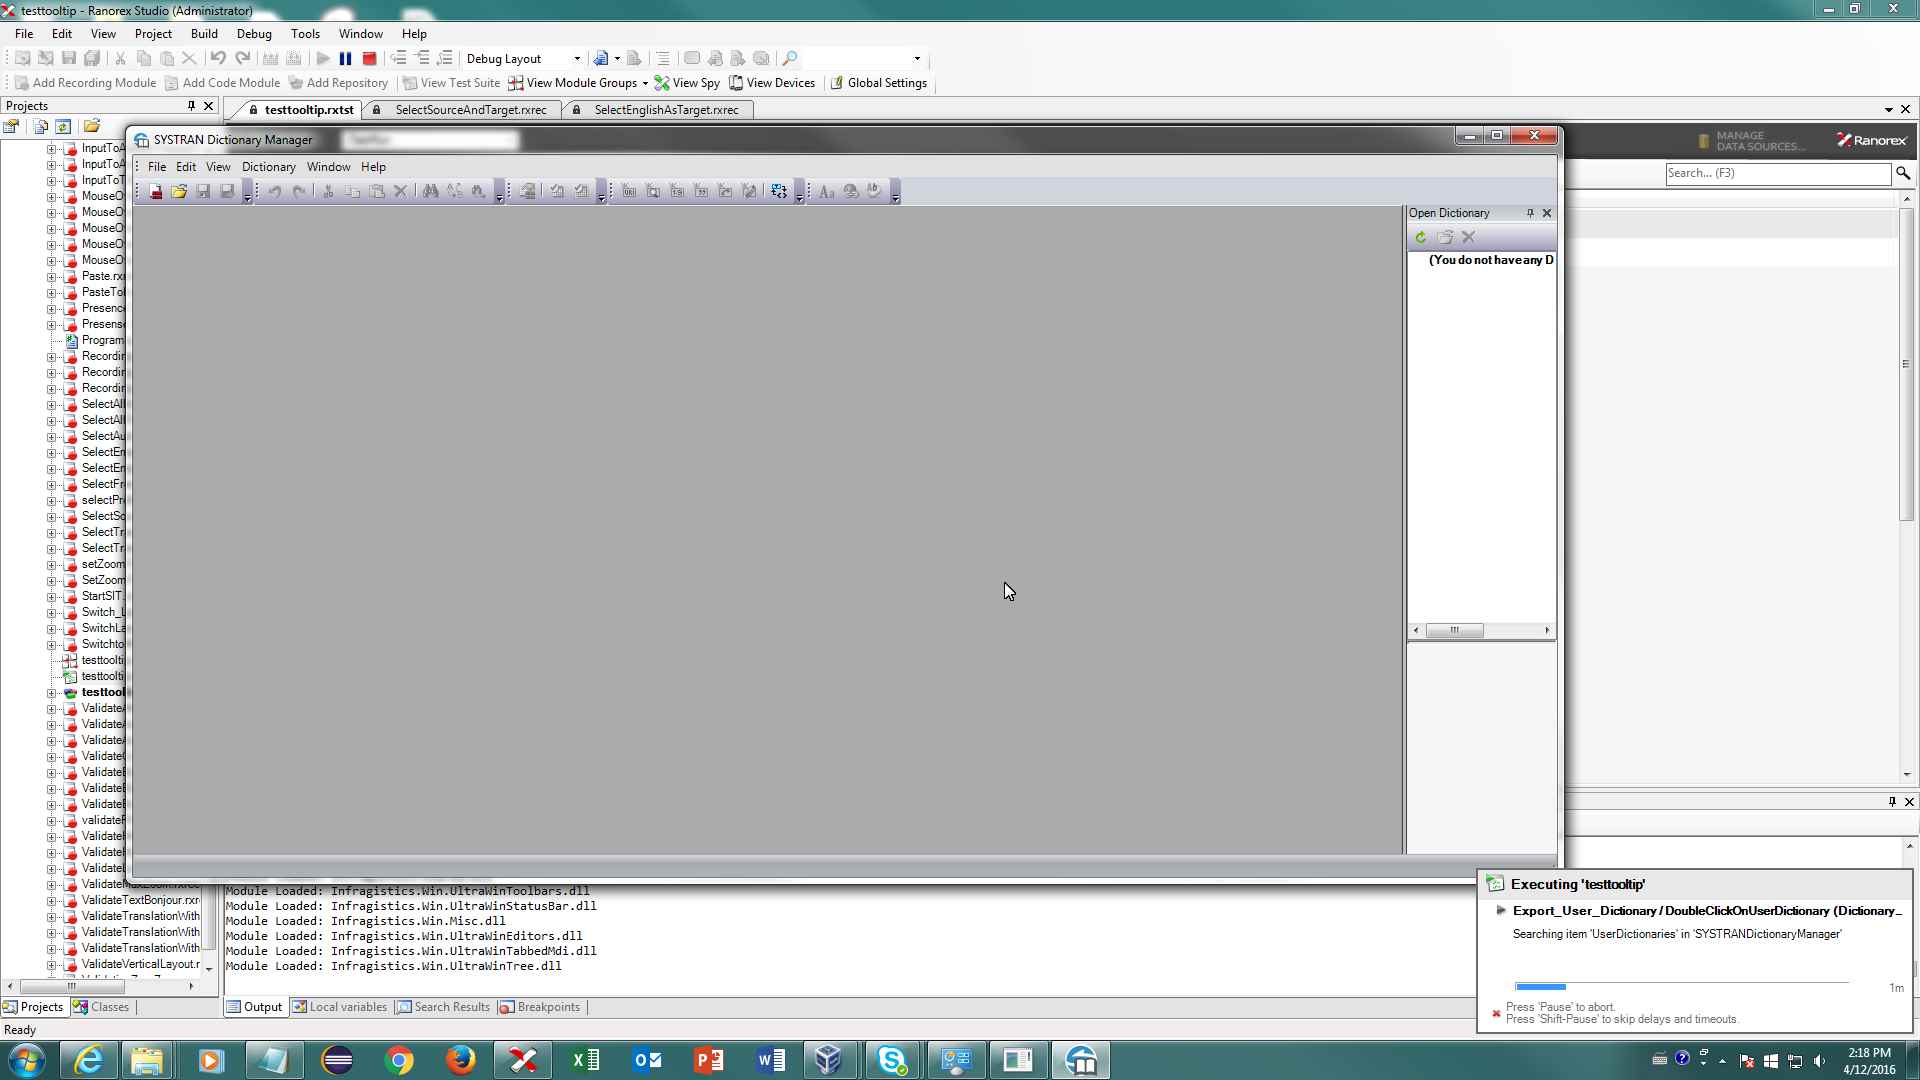 testtooltip - Ranorex Studio (Administrator)
File Edit View Project Build Debug Tools Window Help
Debug Layout
Add Recording Module Add Code Module Add Repository View Test Suite View Module Groups View Spy View Devices Global Settings
Projects
testtooltip.rxtst SelectSourceAndTarget.rxrec SelectEnglishAsTarget.rxrec
MANAGE
DATA SOURCES...
Ranorex
Search... (F3)
SYSTRAN Dictionary Manager
File Edit View Dictionary Window Help
Open Dictionary
(You do not have any D
InputToA
InputToA
InputToT
MouseO
MouseO
MouseO
MouseO
MouseO
Paste.rx
PasteTo
Presenc
Presens
Program
Recordin
Recordin
Recordin
SelectAll
SelectAll
SelectAu
SelectEn
SelectEn
SelectFr
selectPr
SelectSo
SelectTr
SelectTr
setZoom
SetZoom
StartSIT.
Switch_L
SwitchLa
Switchto
testtoolti
testtoolti
testtool
Validate
Validate
Validate
Validate
Validate
Validate
Validate
validate
Validate
Validate
Validate
ValidateMaxZoom.rxrec
ValidateTextBonjour.rxr
ValidateTranslationWith
ValidateTranslationWith
ValidateTranslationWith
ValidateVerticalLayout.r
Projects Classes
Module Loaded: Infragistics.Win.UltraWinToolbars.dll
Module Loaded: Infragistics.Win.UltraWinStatusBar.dll
Module Loaded: Infragistics.Win.Misc.dll
Module Loaded: Infragistics.Win.UltraWinEditors.dll
Module Loaded: Infragistics.Win.UltraWinTabbedMdi.dll
Module Loaded: Infragistics.Win.UltraWinTree.dll
Output Local variables Search Results Breakpoints
Executing 'testtooltip'
Export_User_Dictionary / DoubleClickOnUserDictionary (Dictionary...
Searching item 'UserDictionaries' in 'SYSTRANDictionaryManager'
1m
Press 'Pause' to abort.
Press 'Shift-Pause' to skip delays and timeouts.
Ready
2:18 PM
4/12/2016